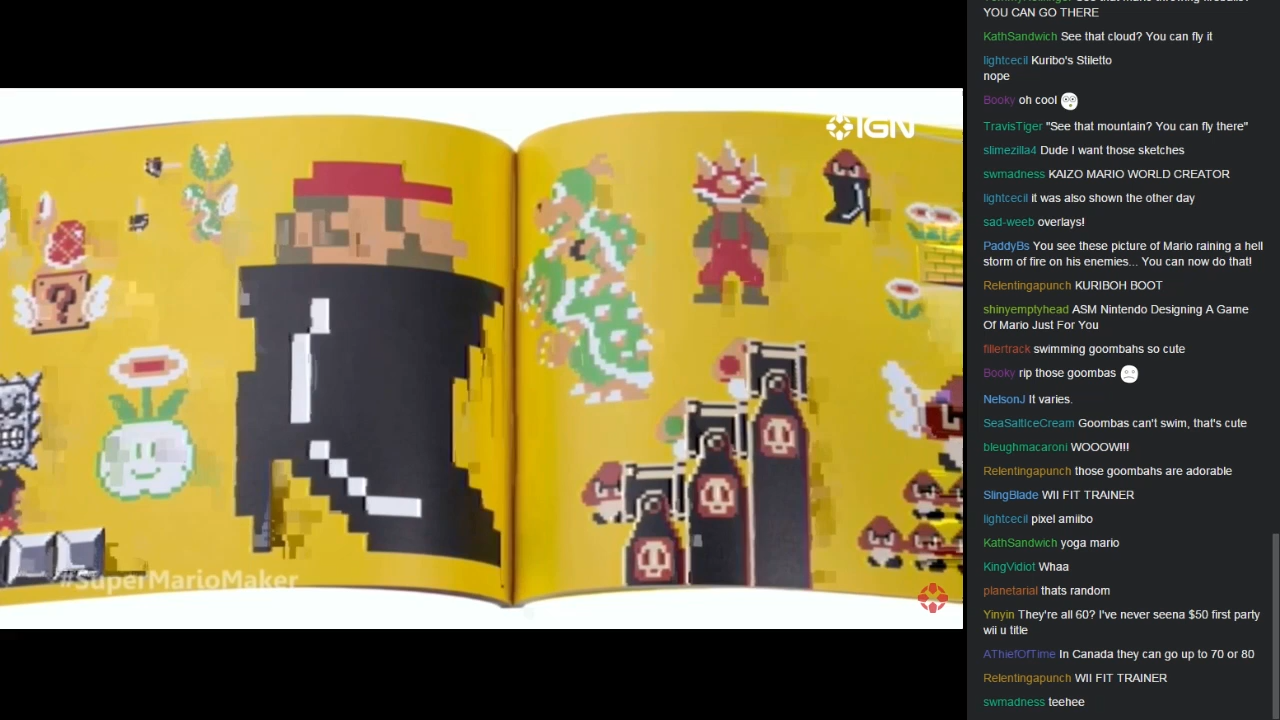 IGN
#SuperMarioMaker
YOU CAN GO THERE
KathSandwich See that cloud? You can fly it
lightcecil Kuribo's Stiletto
nope
Booky oh cool
TravisTiger "See that mountain? You can fly there"
slimezilla4 Dude I want those sketches
swmadness KAIZO MARIO WORLD CREATOR
lightcecil it was also shown the other day
sad-weeb overlays!
PaddyBs You see these picture of Mario raining a hell
storm of fire on his enemies... You can now do that!
Relentingapunch KURIBOH BOOT
shinyemptyhead ASM Nintendo Designing A Game
Of Mario Just For You
fillertrack swimming goombahs so cute
Booky rip those goombas
NelsonJ It varies.
SeaSaltIceCream Goombas can't swim, that's cute
bleughmacaroni WOOOW!!!
Relentingapunch those goombahs are adorable
SlingBlade WII FIT TRAINER
lightcecil pixel amiibo
KathSandwich yoga mario
KingVidiot Whaa
planetarial thats random
Yinyin They're all 60? I've never seena $50 first party
wii u title
AThiefOfTime In Canada they can go up to 70 or 80
Relentingapunch WII FIT TRAINER
swmadness teehee